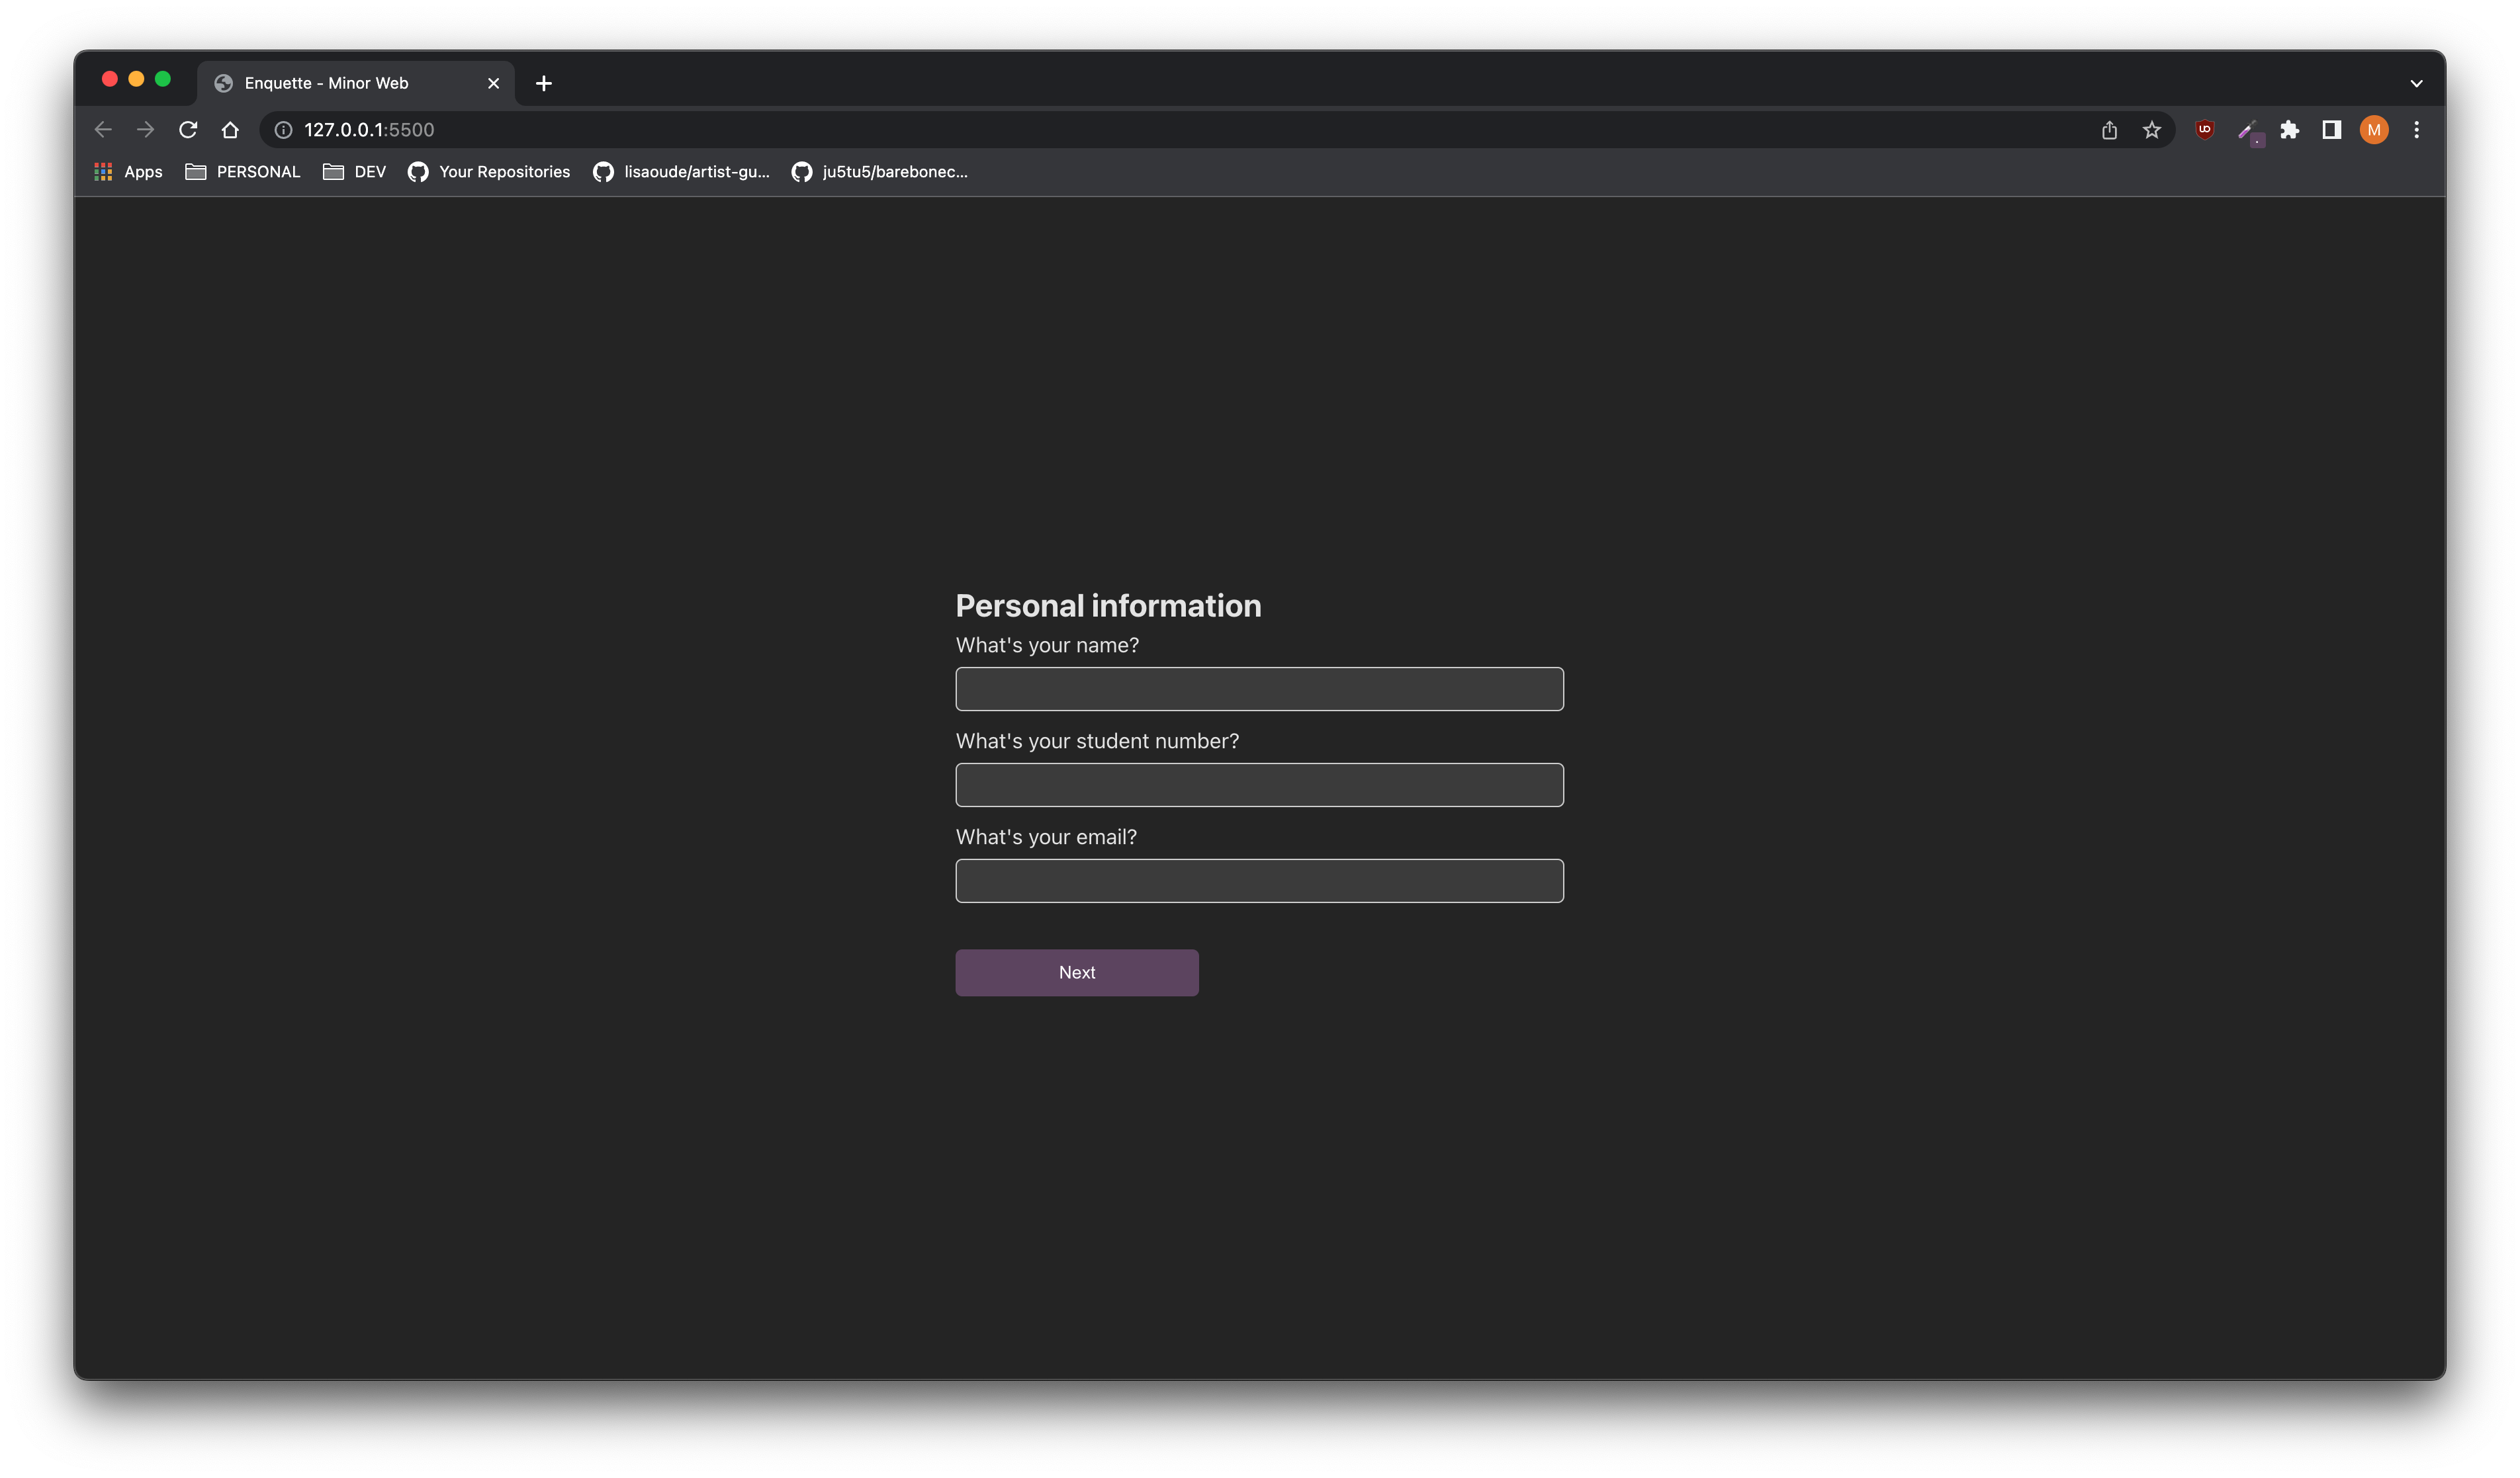 Enquette - Minor Web
127.0.0.1:5500
M
Apps PERSONAL DEV Your Repositories lisaoude/artist-gu... ju5tu5/barebonec...
Personal information
What's your name?
What's your student number?
What's your email?
Next